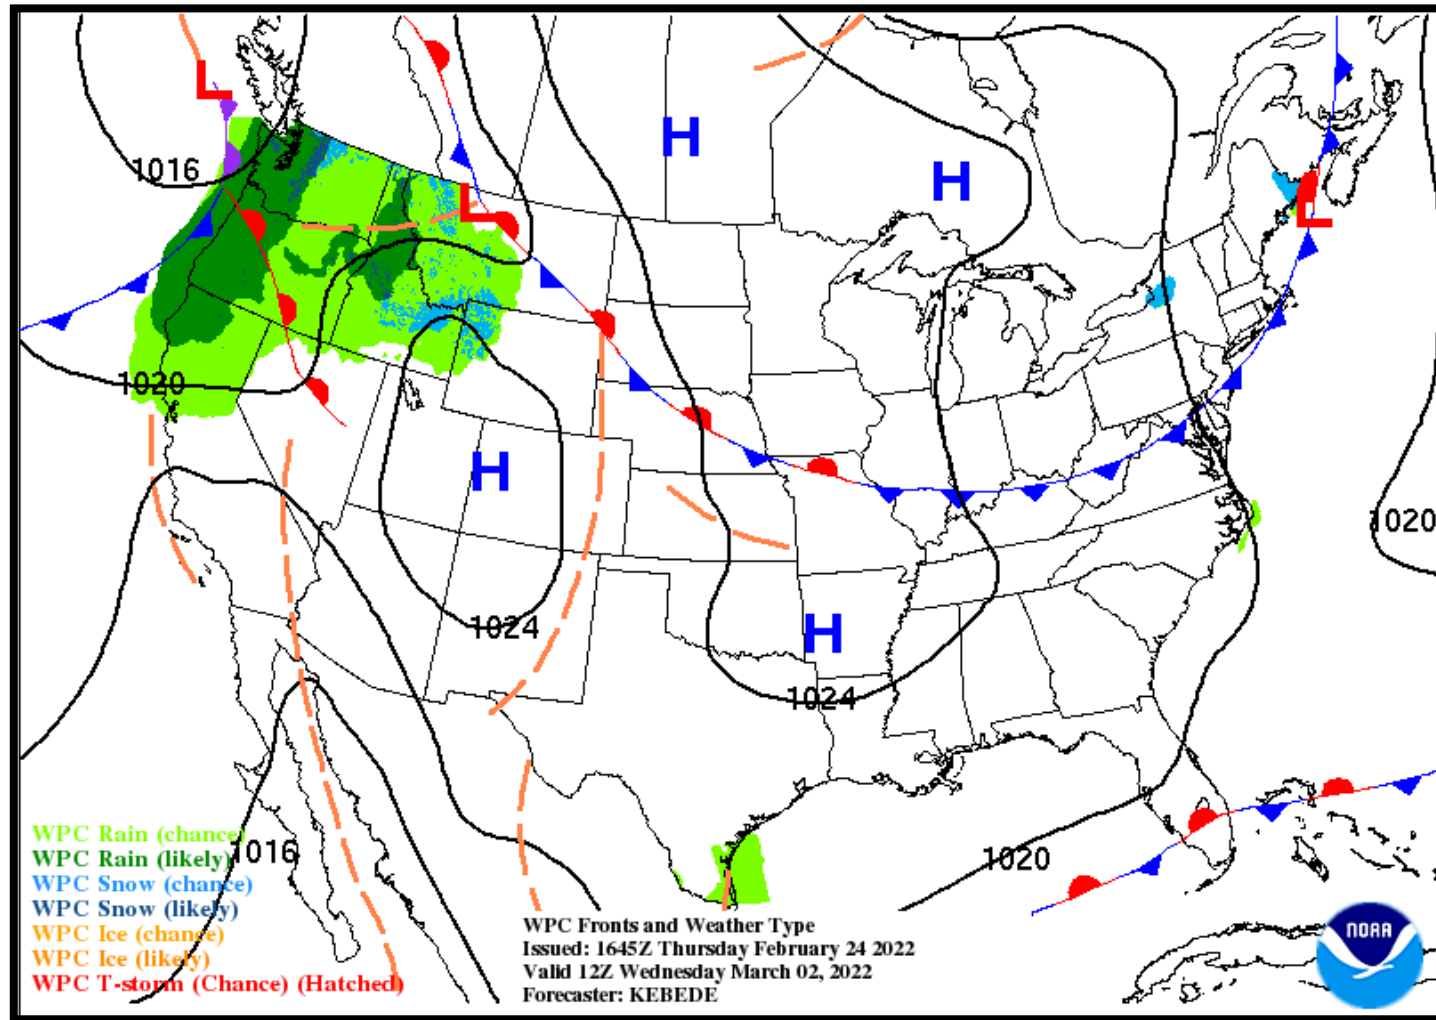 L
H
H
1016
L
L
1020
H
1020
1024
H
1024
WPC Rain (chance)
WPC Rain (likely)
1016
1020
WPC Snow (chance)
WPC Snow (likely)
WPC Ice (chance)
WPC Ice (likely)
WPC T-storm (Chance) (Hatched)
WPC Fronts and Weather Type
Issued: 1645Z Thursday February 24 2022
Valid 12Z Wednesday March 02, 2022
Forecaster: KEBEDE
NOAA